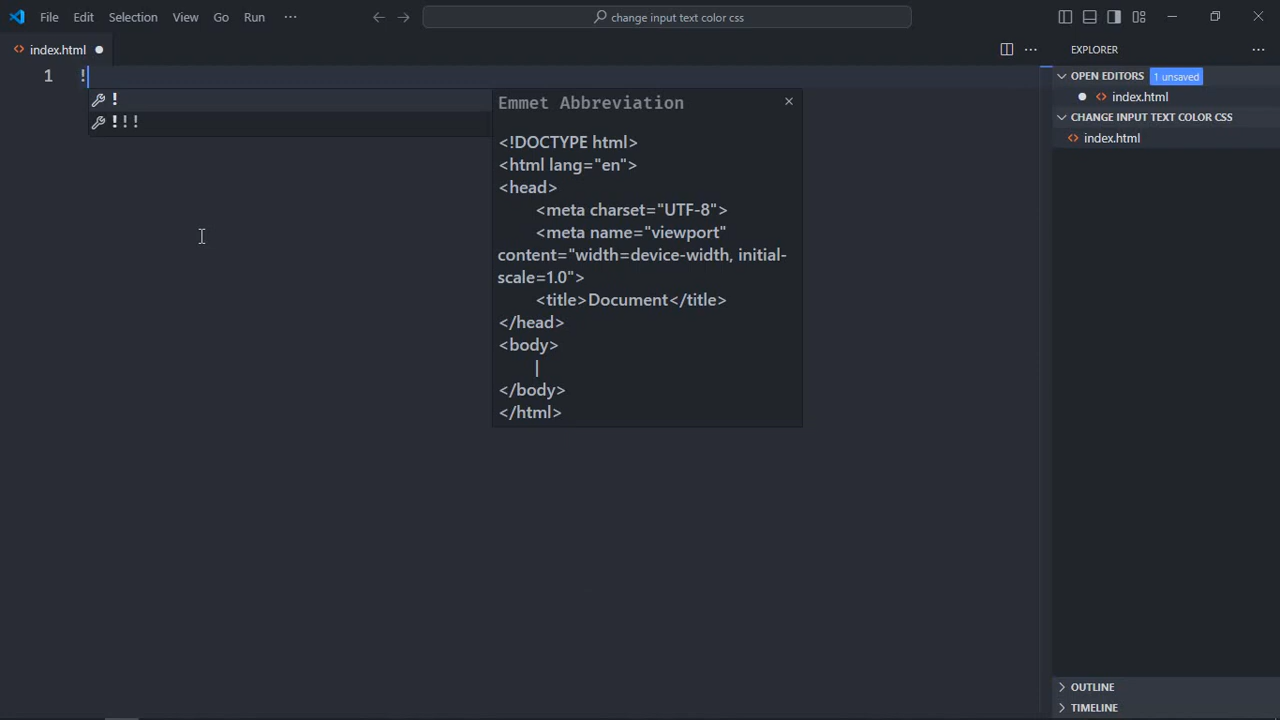 File Edit Selection View Go Run ···
change input text color css
index.html
EXPLORER
1 !
!
!!!
Emmet Abbreviation
<!DOCTYPE html>
<html lang="en">
<head>
<meta charset="UTF-8">
<meta name="viewport"
content="width=device-width, initial-
scale=1.0">
<title>Document</title>
</head>
<body>
|
</body>
</html>
OPEN EDITORS 1 unsaved
index.html
CHANGE INPUT TEXT COLOR CSS
index.html
OUTLINE
TIMELINE